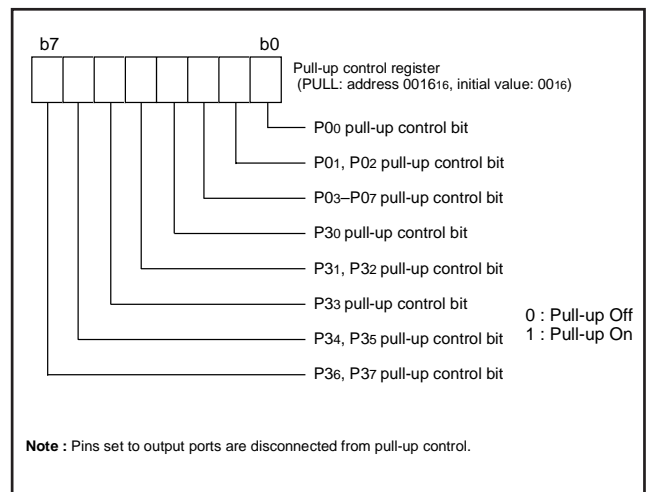 b7 b0
Pull-up control register
(PULL: address 001616, initial value: 0016)
P00 pull-up control bit
P01, P02 pull-up control bit
P03–P07 pull-up control bit
P30 pull-up control bit
P31, P32 pull-up control bit
P33 pull-up control bit
P34, P35 pull-up control bit
P36, P37 pull-up control bit
0 : Pull-up Off
1 : Pull-up On
Note : Pins set to output ports are disconnected from pull-up control.